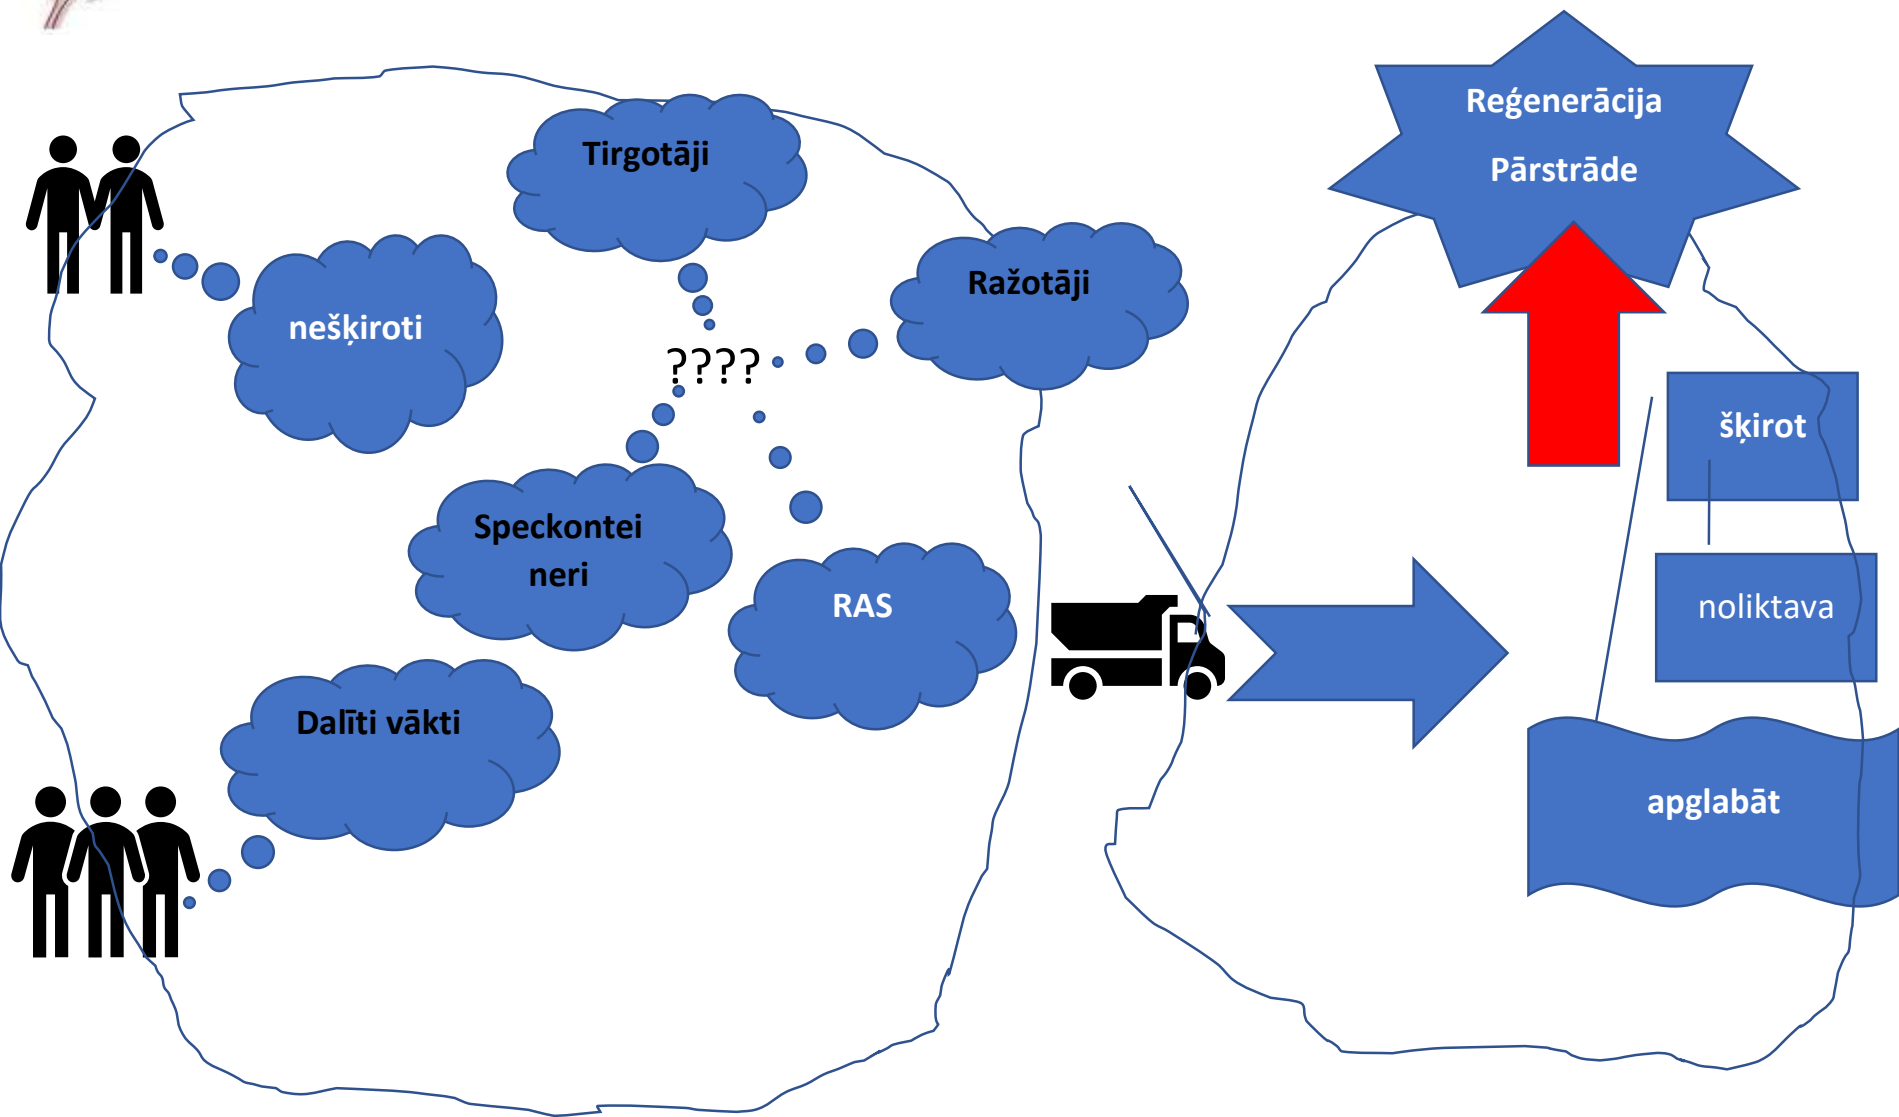 Tirgotāji
Ražotāji
nešķiroti
????
Speckontei
neri
RAS
Dalīti vākti
Reģenerācija
Pārstrāde
šķirot
noliktava
apglabāt